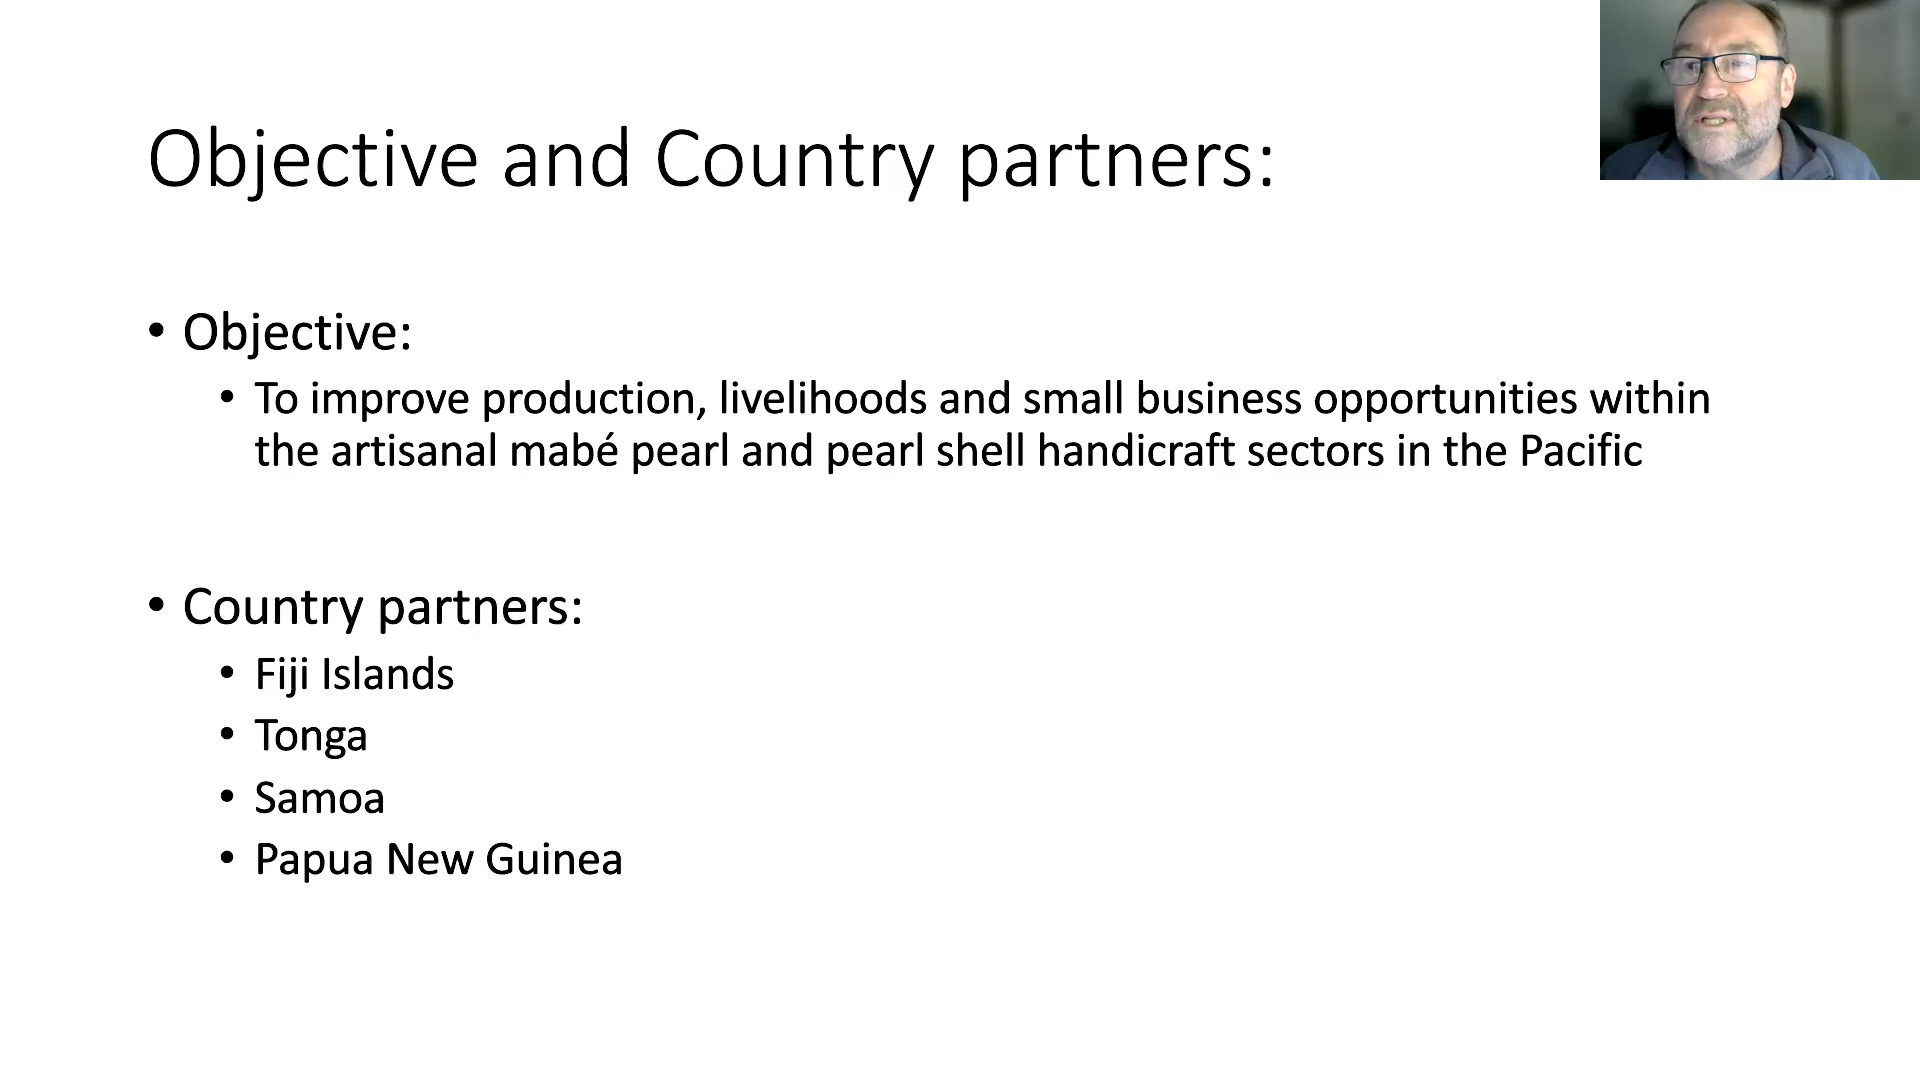 Objective and Country partners:
• Objective:
• To improve production, livelihoods and small business opportunities within
the artisanal mabé pearl and pearl shell handicraft sectors in the Pacific
• Country partners:
• Fiji Islands
• Tonga
• Samoa
• Papua New Guinea